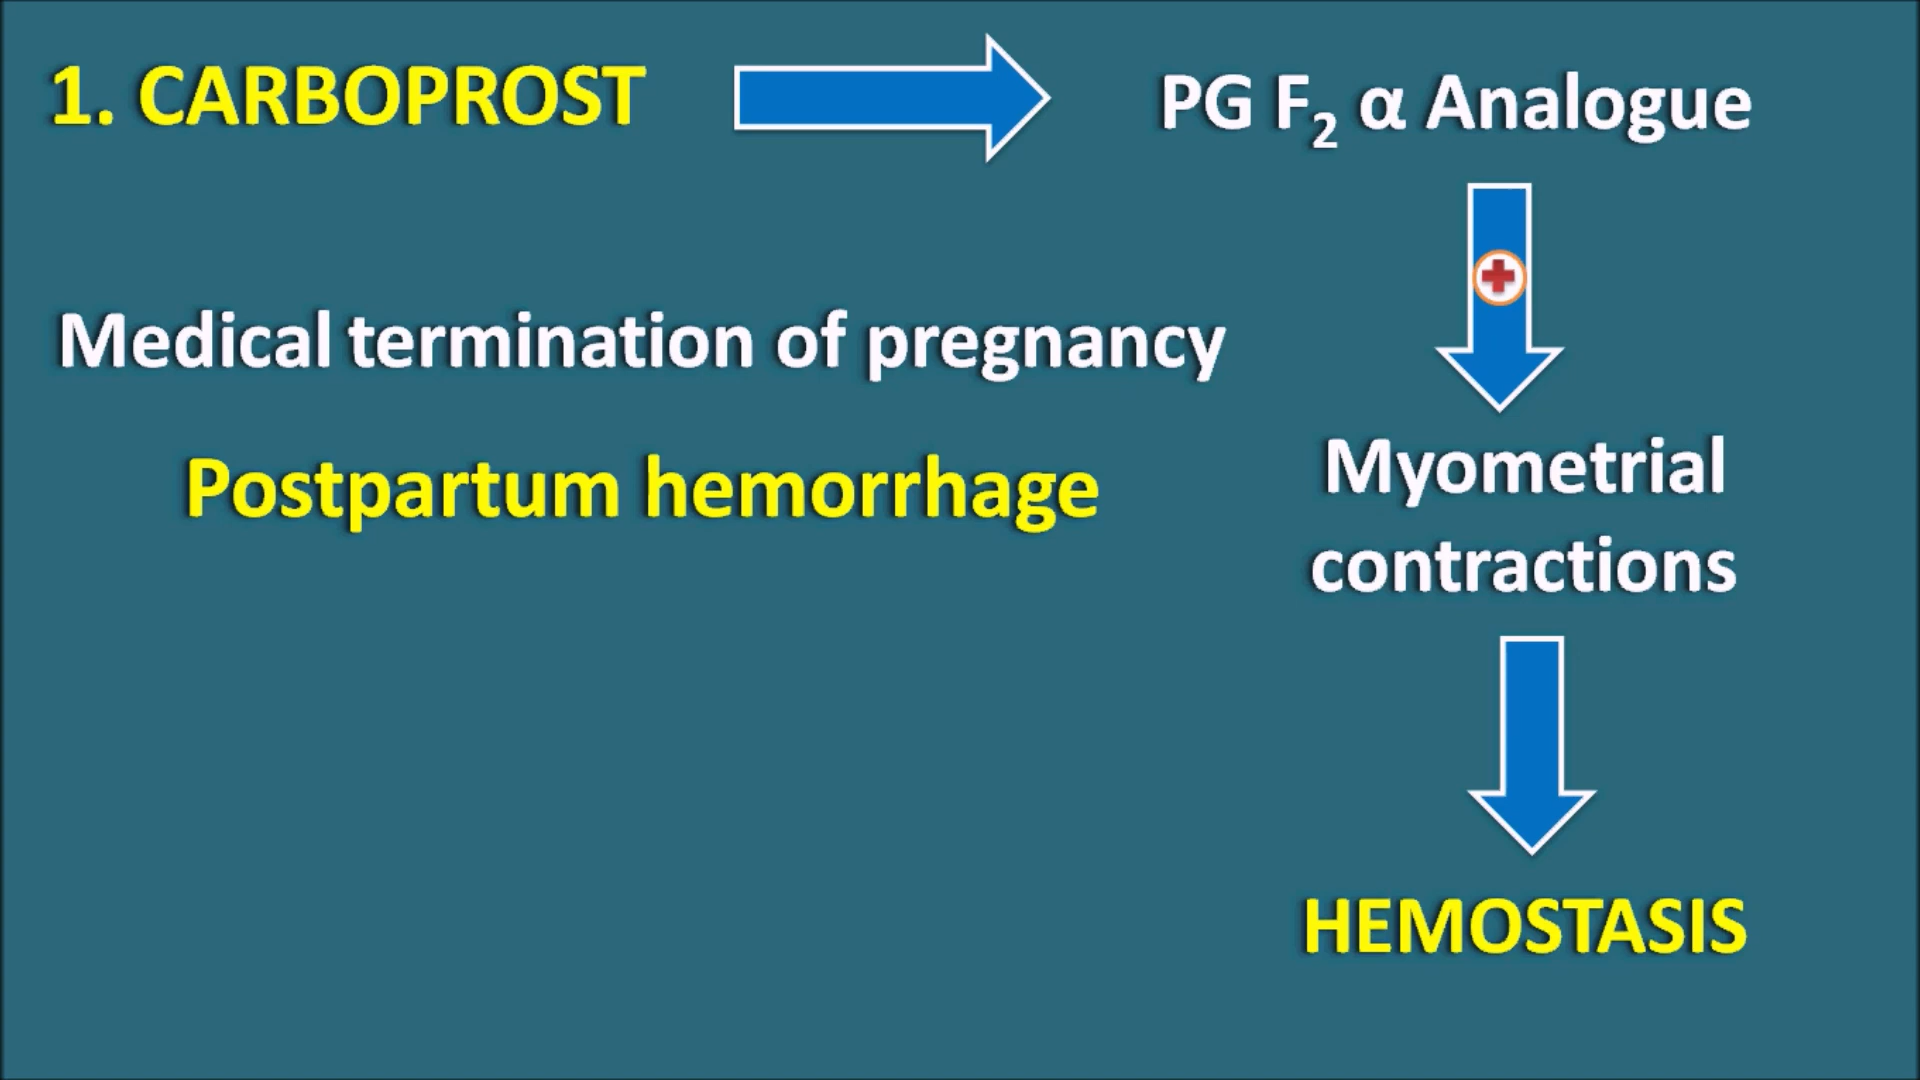 1. CARBOPROST
PG F₂ α Analogue
Medical termination of pregnancy
Postpartum hemorrhage
Myometrial
contractions
HEMOSTASIS